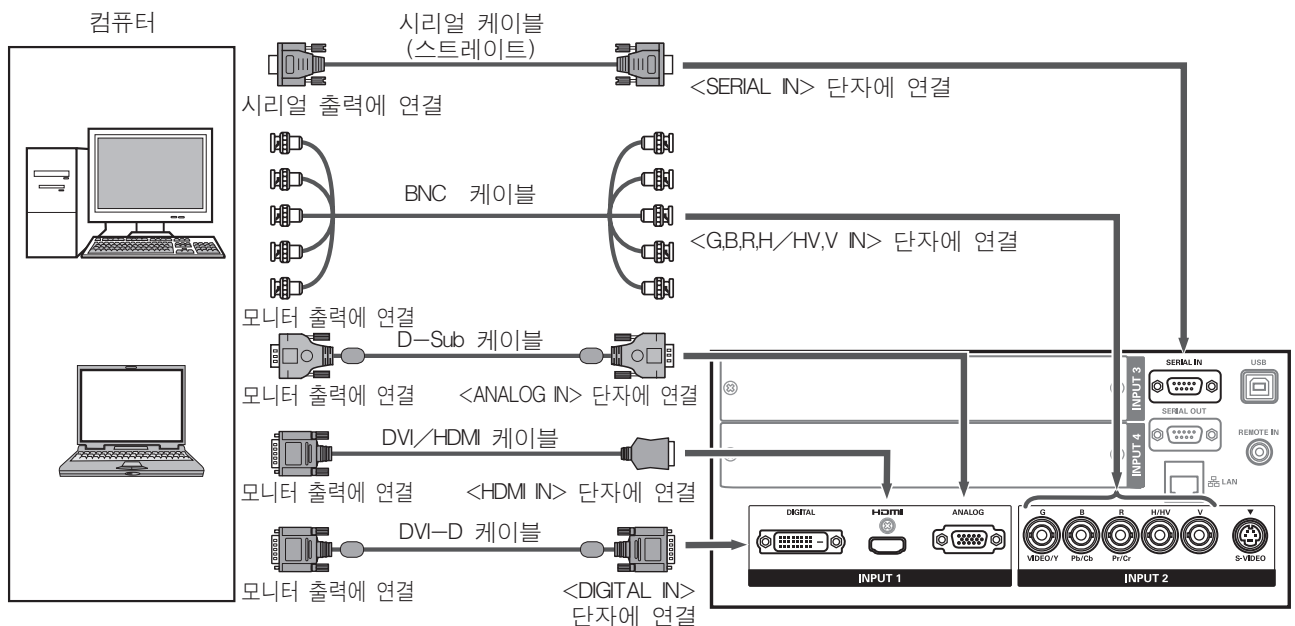 컴퓨터
시리얼 케이블
(스트레이트)
시리얼 출력에 연결
<SERIAL IN> 단자에 연결
BNC 케이블
<G,B,R,H/HV,V IN> 단자에 연결
모니터 출력에 연결
D-Sub 케이블
모니터 출력에 연결
<ANALOG IN> 단자에 연결
DVI/HDMI 케이블
모니터 출력에 연결
<HDMI IN> 단자에 연결
DVI-D 케이블
모니터 출력에 연결
<DIGITAL IN>
단자에 연결
INPUT 3
SERIAL IN
USB
INPUT 4
SERIAL OUT
REMOTE IN
LAN
DIGITAL
HDMI
ANALOG
INPUT 1
G
B
R
H/HV
V
▼
VIDEO/Y
Pb/Cb
Pr/Cr
S-VIDEO
INPUT 2